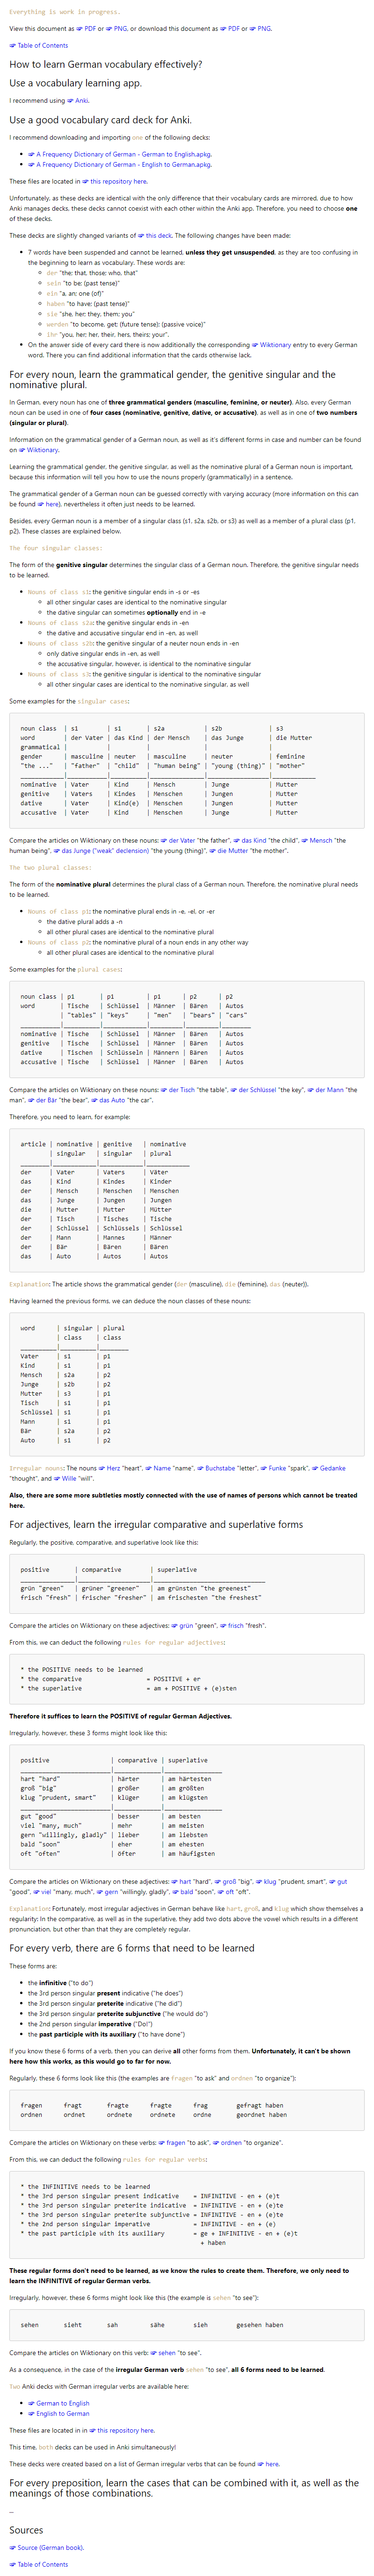 Everything is work in progress.
View this document as ☞ PDF or ☞ PNG, or download this document as ☞ PDF or ☞ PNG.
☞ Table of Contents
How to learn German vocabulary effectively?
Use a vocabulary learning app.
I recommend using ☞ Anki.
Use a good vocabulary card deck for Anki.
I recommend downloading and importing one of the following decks:
• ☞ A Frequency Dictionary of German - German to English.apkg.
• ☞ A Frequency Dictionary of German - English to German.apkg.
These files are located in ☞ this repository here.
Unfortunately, as these decks are identical with the only difference that their vocabulary cards are mirrored, due to how
Anki manages decks, these decks cannot coexist with each other within the Anki app. Therefore, you need to choose one
of these decks.
These decks are slightly changed variants of ☞ this deck. The following changes have been made:
• 7 words have been suspended and cannot be learned, unless they get unsuspended, as they are too confusing in
the beginning to learn as vocabulary. These words are:
◦ der "the; that, those; who, that"
◦ sein "to be; (past tense)"
◦ ein "a, an; one (of)"
◦ haben "to have; (past tense)"
◦ sie "she, her; they, them; you"
◦ werden "to become, get; (future tense); (passive voice)"
◦ ihr "you, her; her, their, hers, theirs; your".
• On the answer side of every card there is now additionally the corresponding ☞ Wiktionary entry to every German
word. There you can find additional information that the cards otherwise lack.
For every noun, learn the grammatical gender, the genitive singular and the
nominative plural.
In German, every noun has one of three grammatical genders (masculine, feminine, or neuter). Also, every German
noun can be used in one of four cases (nominative, genitive, dative, or accusative), as well as in one of two numbers
(singular or plural).
Information on the grammatical gender of a German noun, as well as it's different forms in case and number can be found
on ☞ Wiktionary.
Learning the grammatical gender, the genitive singular, as well as the nominative plural of a German noun is important,
because this information will tell you how to use the nouns properly (grammatically) in a sentence.
The grammatical gender of a German noun can be guessed correctly with varying accuracy (more information on this can
be found ☞ here), nevertheless it often just needs to be learned.
Besides, every German noun is a member of a singular class (s1, s2a, s2b, or s3) as well as a member of a plural class (p1,
p2). These classes are explained below.
The four singular classes:
The form of the genitive singular determines the singular class of a German noun. Therefore, the genitive singular needs
to be learned.
• Nouns of class s1: the genitive singular ends in -s or -es
◦ all other singular cases are identical to the nominative singular
◦ the dative singular can sometimes optionally end in -e
• Nouns of class s2a: the genitive singular ends in -en
◦ the dative and accusative singular end in -en, as well
• Nouns of class s2b: the genitive singular of a neuter noun ends in -en
◦ only dative singular ends in -en, as well
◦ the accusative singular, however, is identical to the nominative singular
• Nouns of class s3: the genitive singular is identical to the nominative singular
◦ all other singular cases are identical to the nominative singular, as well
Some examples for the singular cases:
noun class | s1 | s1 | s2a | s2b | s3
word | der Vater | das Kind | der Mensch | das Junge | die Mutter
grammatical | | | | |
gender | masculine | neuter | masculine | neuter | feminine
"the ..." | "father" | "child" | "human being" | "young (thing)" | "mother"
nominative | Vater | Kind | Mensch | Junge | Mutter
genitive | Vaters | Kindes | Menschen | Jungen | Mutter
dative | Vater | Kind(e) | Menschen | Jungen | Mutter
accusative | Vater | Kind | Menschen | Junge | Mutter
Compare the articles on Wiktionary on these nouns: ☞ der Vater "the father", ☞ das Kind "the child", ☞ Mensch "the
human being", ☞ das Junge ("weak" declension) "the young (thing)", ☞ die Mutter "the mother".
The two plural classes:
The form of the nominative plural determines the plural class of a German noun. Therefore, the nominative plural needs
to be learned.
• Nouns of class p1: the nominative plural ends in -e, -el, or -er
◦ the dative plural adds a -n
◦ all other plural cases are identical to the nominative plural
• Nouns of class p2: the nominative plural of a noun ends in any other way
◦ all other plural cases are identical to the nominative plural
Some examples for the plural cases:
noun class | p1 | p1 | p1 | p2 | p2
word | Tische | Schlüssel | Männer | Bären | Autos
| "tables" | "keys" | "men" | "bears" | "cars"
nominative | Tische | Schlüssel | Männer | Bären | Autos
genitive | Tische | Schlüssel | Männer | Bären | Autos
dative | Tischen | Schlüsseln | Männern | Bären | Autos
accusative | Tische | Schlüssel | Männer | Bären | Autos
Compare the articles on Wiktionary on these nouns: ☞ der Tisch "the table", ☞ der Schlüssel "the key", ☞ der Mann "the
man", ☞ der Bär "the bear", ☞ das Auto "the car".
Therefore, you need to learn, for example:
article | nominative | genitive | nominative
| singular | singular | plural
der | Vater | Vaters | Väter
das | Kind | Kindes | Kinder
der | Mensch | Menschen | Menschen
das | Junge | Jungen | Jungen
die | Mutter | Mutter | Mütter
der | Tisch | Tisches | Tische
der | Schlüssel | Schlüssels | Schlüssel
der | Mann | Mannes | Männer
der | Bär | Bären | Bären
das | Auto | Autos | Autos
Explanation: The article shows the grammatical gender (der (masculine), die (feminine), das (neuter)).
Having learned the previous forms, we can deduce the noun classes of these nouns:
word | singular | plural
| class | class
Vater | s1 | p1
Kind | s1 | p1
Mensch | s2a | p2
Junge | s2b | p2
Mutter | s3 | p1
Tisch | s1 | p1
Schlüssel | s1 | p1
Mann | s1 | p1
Bär | s2a | p2
Auto | s1 | p2
Irregular nouns: The nouns ☞ Herz "heart", ☞ Name "name", ☞ Buchstabe "letter", ☞ Funke "spark", ☞ Gedanke
"thought", and ☞ Wille "will".
Also, there are some more subtleties mostly connected with the use of names of persons which cannot be treated
here.
For adjectives, learn the irregular comparative and superlative forms
Regularly, the positive, comparative, and superlative look like this:
positive | comparative | superlative
grün "green" | grüner "greener" | am grünsten "the greenest"
frisch "fresh" | frischer "fresher" | am frischesten "the freshest"
Compare the articles on Wiktionary on these adjectives: ☞ grün "green", ☞ frisch "fresh".
From this, we can deduct the following rules for regular adjectives:
* the POSITIVE needs to be learned
* the comparative = POSITIVE + er
* the superlative = am + POSITIVE + (e)sten
Therefore it suffices to learn the POSITIVE of regular German Adjectives.
Irregularly, however, these 3 forms might look like this:
positive | comparative | superlative
hart "hard" | härter | am härtesten
groß "big" | größer | am größten
klug "prudent, smart" | klüger | am klügsten
gut "good" | besser | am besten
viel "many, much" | mehr | am meisten
gern "willingly, gladly" | lieber | am liebsten
bald "soon" | eher | am ehesten
oft "often" | öfter | am häufigsten
Compare the articles on Wiktionary on these adjectives: ☞ hart "hard", ☞ groß "big", ☞ klug "prudent, smart", ☞ gut
"good", ☞ viel "many, much", ☞ gern "willingly, gladly", ☞ bald "soon", ☞ oft "oft".
Explanation: Fortunately, most irregular adjectives in German behave like hart, groß, and klug which show themselves a
regularity: In the comparative, as well as in the superlative, they add two dots above the vowel which results in a different
pronunciation, but other than that they are completely regular.
For every verb, there are 6 forms that need to be learned
These forms are:
• the infinitive ("to do")
• the 3rd person singular present indicative ("he does")
• the 3rd person singular preterite indicative ("he did")
• the 3rd person singular preterite subjunctive ("he would do")
• the 2nd person singular imperative ("Do!")
• the past participle with its auxiliary ("to have done")
If you know these 6 forms of a verb, then you can derive all other forms from them. Unfortunately, it can't be shown
here how this works, as this would go to far for now.
Regularly, these 6 forms look like this (the examples are fragen "to ask" and ordnen "to organize"):
fragen fragt fragte fragte frag gefragt haben
ordnen ordnet ordnete ordnete ordne geordnet haben
Compare the articles on Wiktionary on these verbs: ☞ fragen "to ask", ☞ ordnen "to organize".
From this, we can deduct the following rules for regular verbs:
* the INFINITIVE needs to be learned
* the 3rd person singular present indicative = INFINITIVE - en + (e)t
* the 3rd person singular preterite indicative = INFINITIVE - en + (e)te
* the 3rd person singular preterite subjunctive = INFINITIVE - en + (e)te
* the 2nd person singular imperative = INFINITIVE - en + (e)
* the past participle with its auxiliary = ge + INFINITIVE - en + (e)t
+ haben
These regular forms don't need to be learned, as we know the rules to create them. Therefore, we only need to
learn the INFINITIVE of regular German verbs.
Irregularly, however, these 6 forms might look like this (the example is sehen "to see"):
sehen sieht sah sähe sieh gesehen haben
Compare the articles on Wiktionary on this verb: ☞ sehen "to see".
As a consequence, in the case of the irregular German verb sehen "to see", all 6 forms need to be learned.
Two Anki decks with German irregular verbs are available here:
• ☞ German to English
• ☞ English to German
These files are located in in ☞ this repository here.
This time, both decks can be used in Anki simultaneously!
These decks were created based on a list of German irregular verbs that can be found ☞ here.
For every preposition, learn the cases that can be combined with it, as well as the
meanings of those combinations.
...
Sources
☞ Source (German book).
☞ Table of Contents